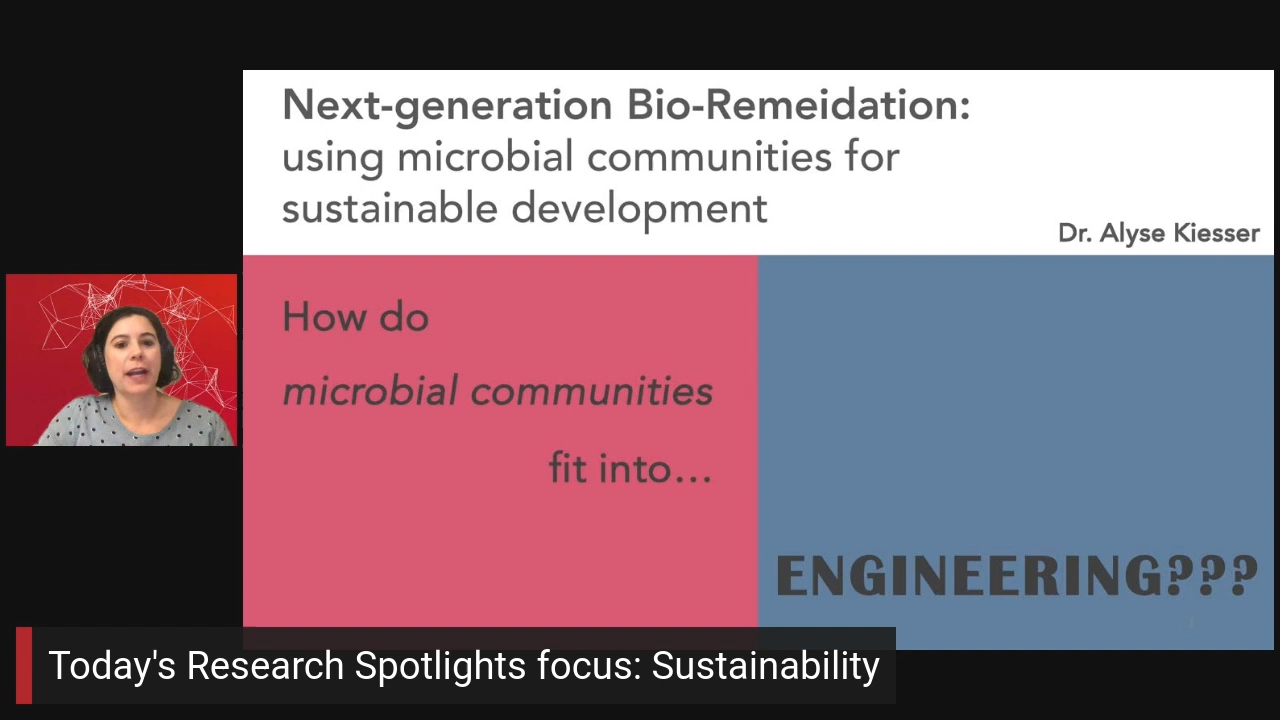 Next-generation Bio-Remeidation:
using microbial communities for
sustainable development
Dr. Alyse Kiesser
How do
microbial communities
fit into…
ENGINEERING???
Today's Research Spotlights focus: Sustainability